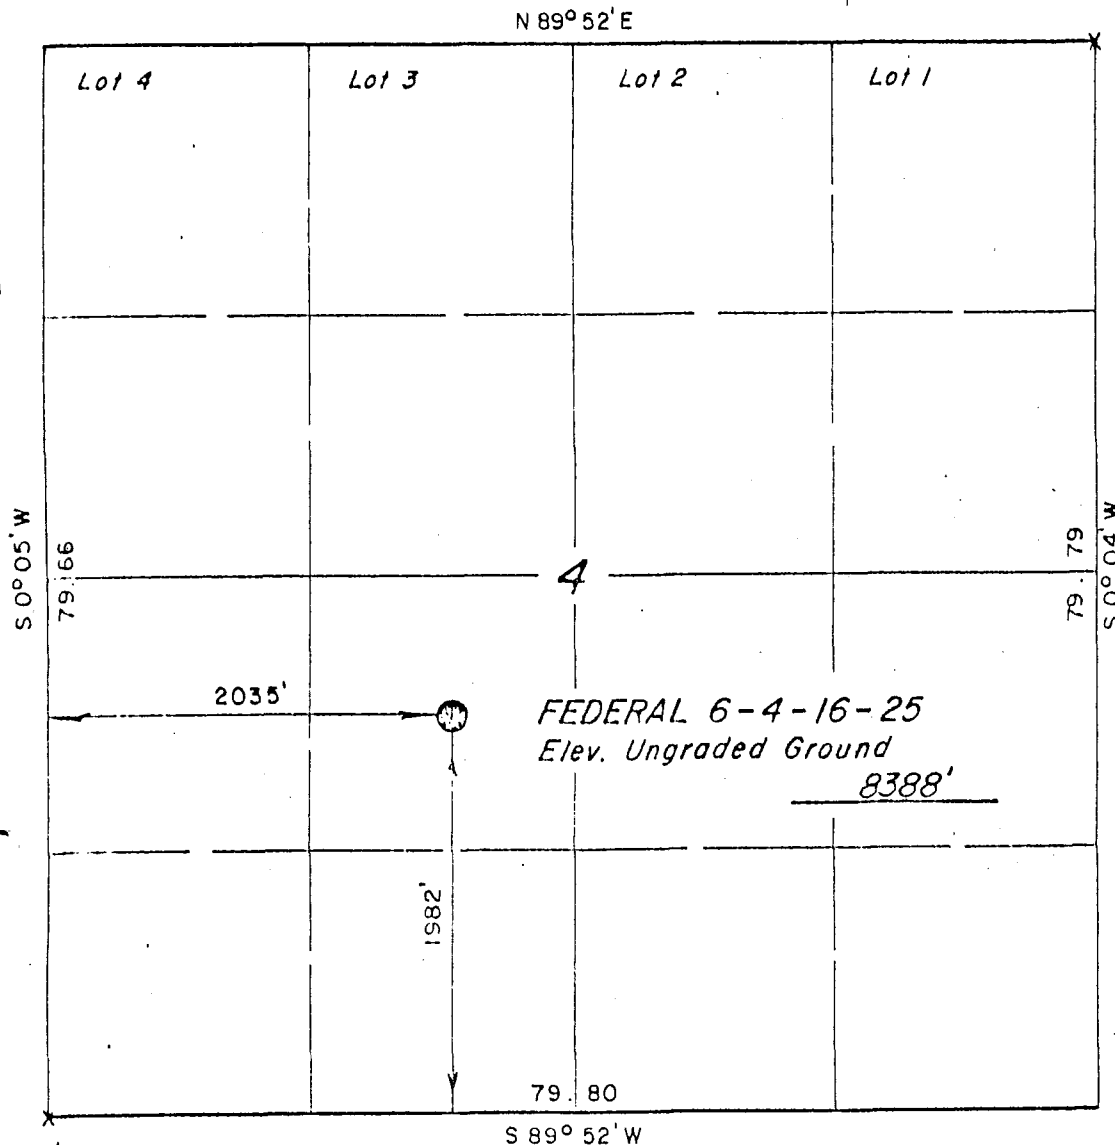 N 89° 52' E
Lot 4
Lot 3
Lot 2
Lot 1
S 0° 05' W
79.66
4
79.79
S 0° 04' W
2035'
FEDERAL 6-4-16-25
Elev. Ungraded Ground
8388'
1982'
79.80
S 89° 52' W